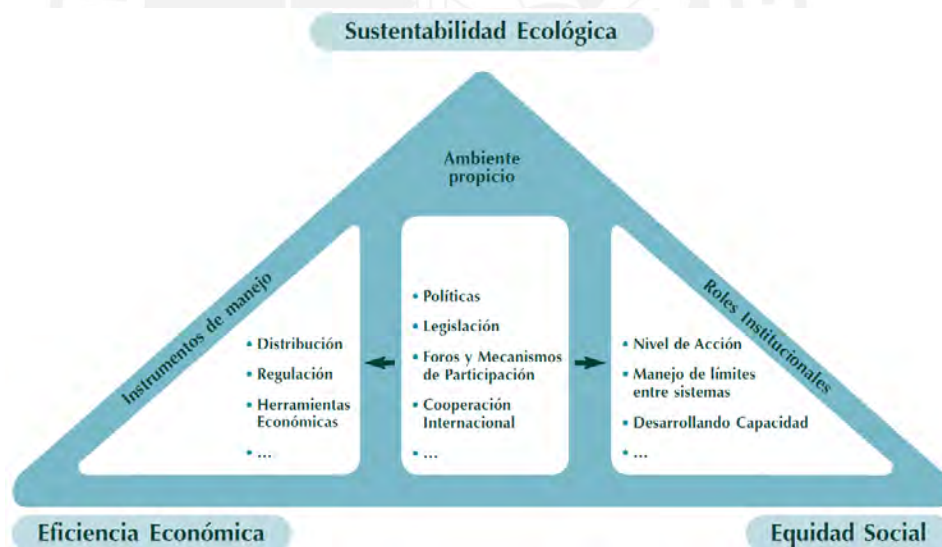 Sustentabilidad Ecológica
Ambiente
propicio
Instrumentos de manejo
• Distribución
• Regulación
• Herramientas
Económicas
• ...
• Políticas
• Legislación
• Foros y Mecanismos
de Participación
• Cooperación
Internacional
• ...
Roles Institucionales
• Nivel de Acción
• Manejo de límites
entre sistemas
• Desarrollando Capacidad
• ...
Eficiencia Económica
Equidad Social